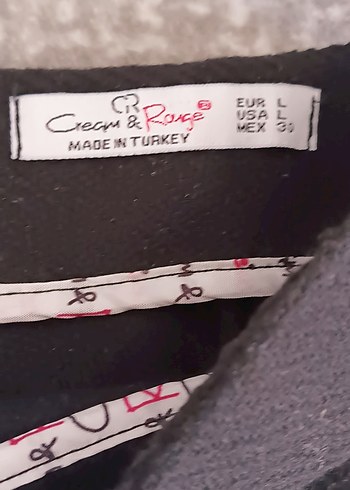 CR
Cream & Rouge ®
MADE IN TURKEY
EUR L
USA L
MEX 30
&
&
R
&
&